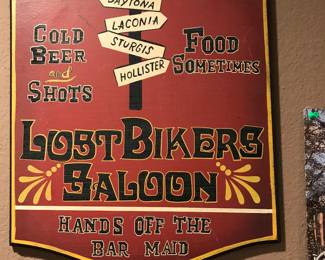 DAYTONA
LACONIA
STURGIS
HOLLISTER
COLD
BEER
and
SHOTS
FOOD
SOMETIMES
LOST BIKERS
SALOON
HANDS OFF THE
BAR MAID